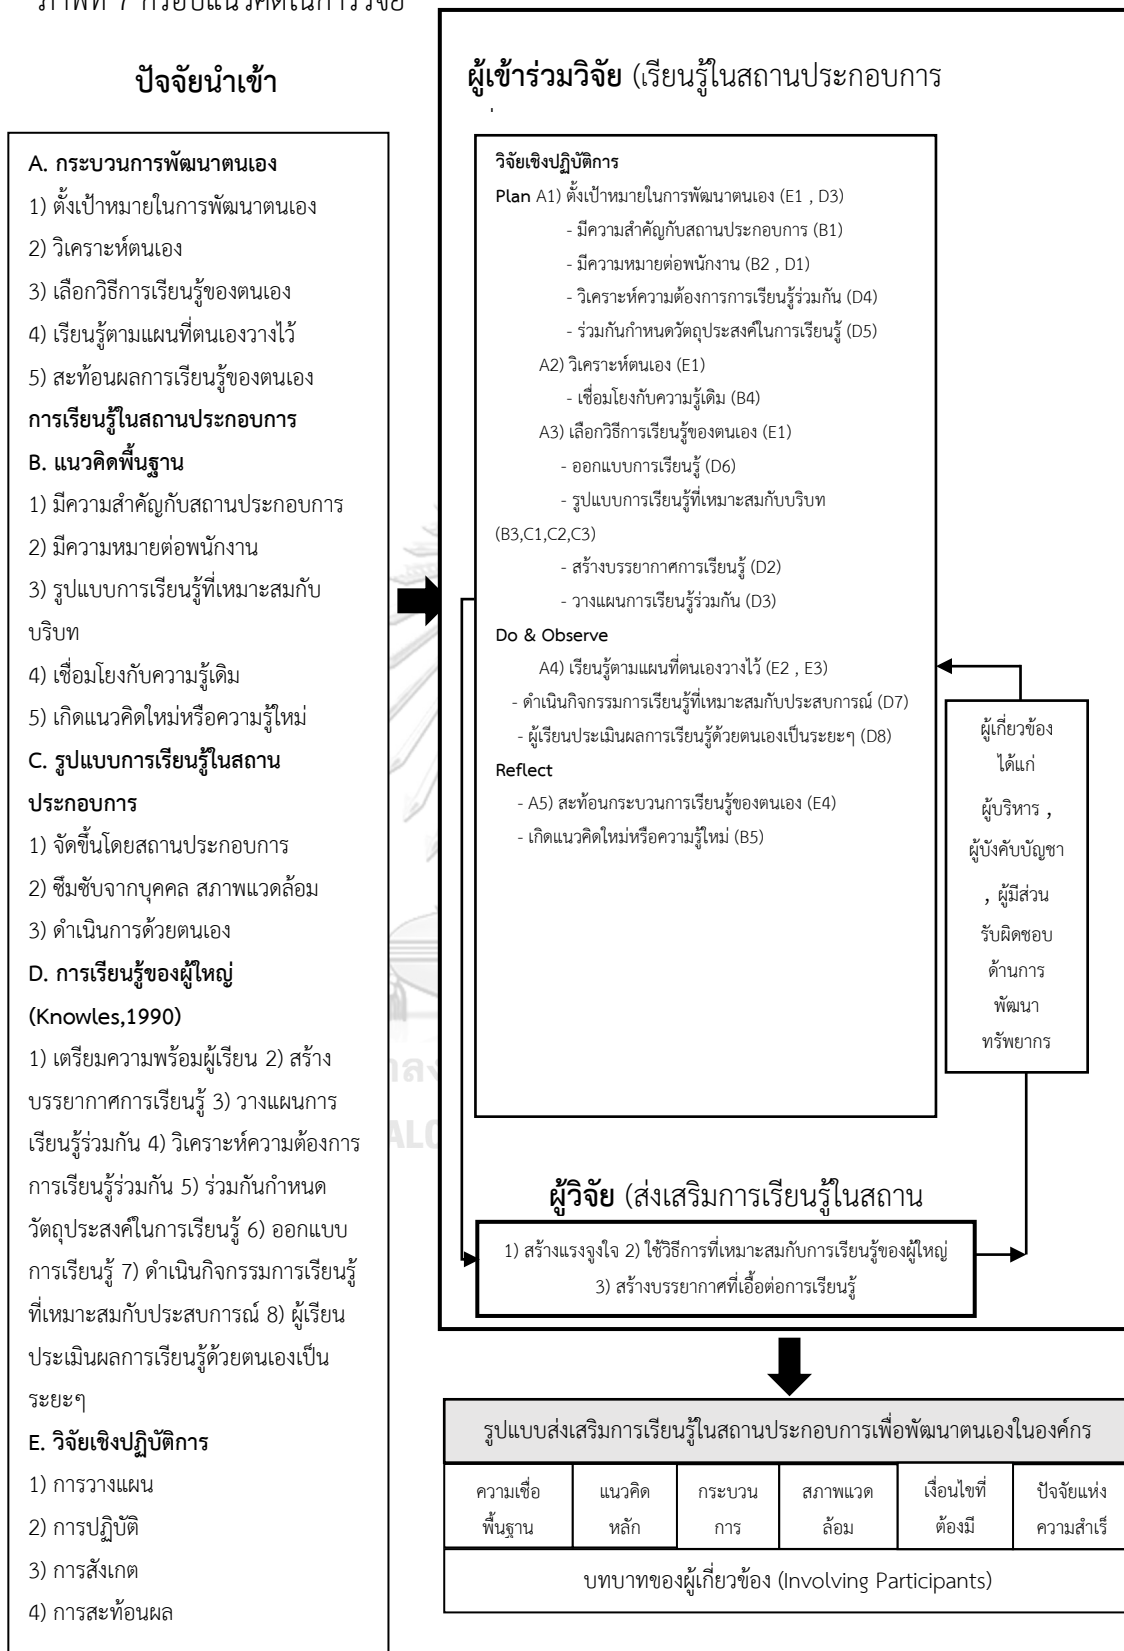 ภาพที่ 7 กรอบแนวคิดในการวิจัย
ปัจจัยนำเข้า
A. กระบวนการพัฒนาตนเอง
1) ตั้งเป้าหมายในการพัฒนาตนเอง
2) วิเคราะห์ตนเอง
3) เลือกวิธีการเรียนรู้ของตนเอง
4) เรียนรู้ตามแผนที่ตนเองวางไว้
5) สะท้อนผลการเรียนรู้ของตนเอง
การเรียนรู้ในสถานประกอบการ
B. แนวคิดพื้นฐาน
1) มีความสำคัญกับสถานประกอบการ
2) มีความหมายต่อพนักงาน
3) รูปแบบการเรียนรู้ที่เหมาะสมกับ
บริบท
4) เชื่อมโยงกับความรู้เดิม
5) เกิดแนวคิดใหม่หรือความรู้ใหม่
C. รูปแบบการเรียนรู้ในสถาน
ประกอบการ
1) จัดขึ้นโดยสถานประกอบการ
2) ซึมซับจากบุคคล สภาพแวดล้อม
3) ดำเนินการด้วยตนเอง
D. การเรียนรู้ของผู้ใหญ่
(Knowles,1990)
1) เตรียมความพร้อมผู้เรียน 2) สร้าง
บรรยากาศการเรียนรู้ 3) วางแผนการ
เรียนรู้ร่วมกัน 4) วิเคราะห์ความต้องการ
การเรียนรู้ร่วมกัน 5) ร่วมกันกำหนด
วัตถุประสงค์ในการเรียนรู้ 6) ออกแบบ
การเรียนรู้ 7) ดำเนินกิจกรรมการเรียนรู้
ที่เหมาะสมกับประสบการณ์ 8) ผู้เรียน
ประเมินผลการเรียนรู้ด้วยตนเองเป็น
ระยะๆ
E. วิจัยเชิงปฏิบัติการ
1) การวางแผน
2) การปฏิบัติ
3) การสังเกต
4) การสะท้อนผล
ผู้เข้าร่วมวิจัย (เรียนรู้ในสถานประกอบการ
วิจัยเชิงปฏิบัติการ
Plan A1) ตั้งเป้าหมายในการพัฒนาตนเอง (E1 , D3)
- มีความสำคัญกับสถานประกอบการ (B1)
- มีความหมายต่อพนักงาน (B2 , D1)
- วิเคราะห์ความต้องการการเรียนรู้ร่วมกัน (D4)
- ร่วมกันกำหนดวัตถุประสงค์ในการเรียนรู้ (D5)
A2) วิเคราะห์ตนเอง (E1)
- เชื่อมโยงกับความรู้เดิม (B4)
A3) เลือกวิธีการเรียนรู้ของตนเอง (E1)
- ออกแบบการเรียนรู้ (D6)
- รูปแบบการเรียนรู้ที่เหมาะสมกับบริบท
(B3,C1,C2,C3)
- สร้างบรรยากาศการเรียนรู้ (D2)
- วางแผนการเรียนรู้ร่วมกัน (D3)
Do & Observe
A4) เรียนรู้ตามแผนที่ตนเองวางไว้ (E2 , E3)
- ดำเนินกิจกรรมการเรียนรู้ที่เหมาะสมกับประสบการณ์ (D7)
- ผู้เรียนประเมินผลการเรียนรู้ด้วยตนเองเป็นระยะๆ (D8)
Reflect
- A5) สะท้อนกระบวนการเรียนรู้ของตนเอง (E4)
- เกิดแนวคิดใหม่หรือความรู้ใหม่ (B5)
ผู้เกี่ยวข้อง
ได้แก่
ผู้บริหาร ,
ผู้บังคับบัญชา
, ผู้มีส่วน
รับผิดชอบ
ด้านการ
พัฒนา
ทรัพยากร
ผู้วิจัย (ส่งเสริมการเรียนรู้ในสถาน
1) สร้างแรงจูงใจ 2) ใช้วิธีการที่เหมาะสมกับการเรียนรู้ของผู้ใหญ่
3) สร้างบรรยากาศที่เอื้อต่อการเรียนรู้
รูปแบบส่งเสริมการเรียนรู้ในสถานประกอบการเพื่อพัฒนาตนเองในองค์กร
ความเชื่อ
พื้นฐาน
แนวคิด
หลัก
กระบวน
การ
สภาพแวด
ล้อม
เงื่อนไขที่
ต้องมี
ปัจจัยแห่ง
ความสำเร็
บทบาทของผู้เกี่ยวข้อง (Involving Participants)